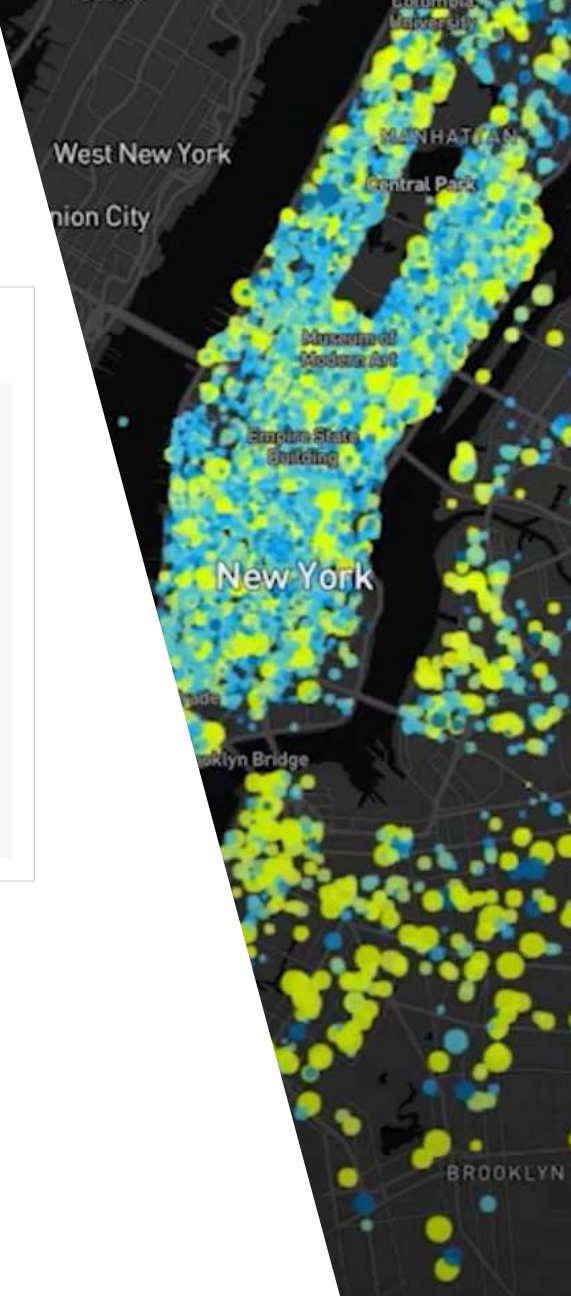 Columbia
University
MANHATTAN
West New York
Central Park
nion City
Museum of
Modern Art
Empire State
Building
New York
ade
oklyn Bridge
BROOKLYN